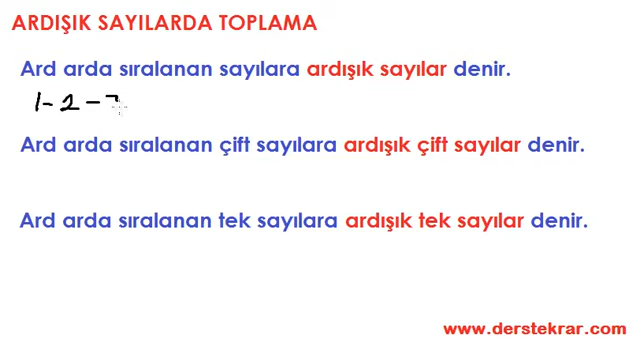 ARDIŞIK SAYILARDA TOPLAMA
Ard arda sıralanan sayılara ardışık sayılar denir.
1- 2 -
Ard arda sıralanan çift sayılara ardışık çift sayılar denir.
Ard arda sıralanan tek sayılara ardışık tek sayılar denir.
www.derstekrar.com